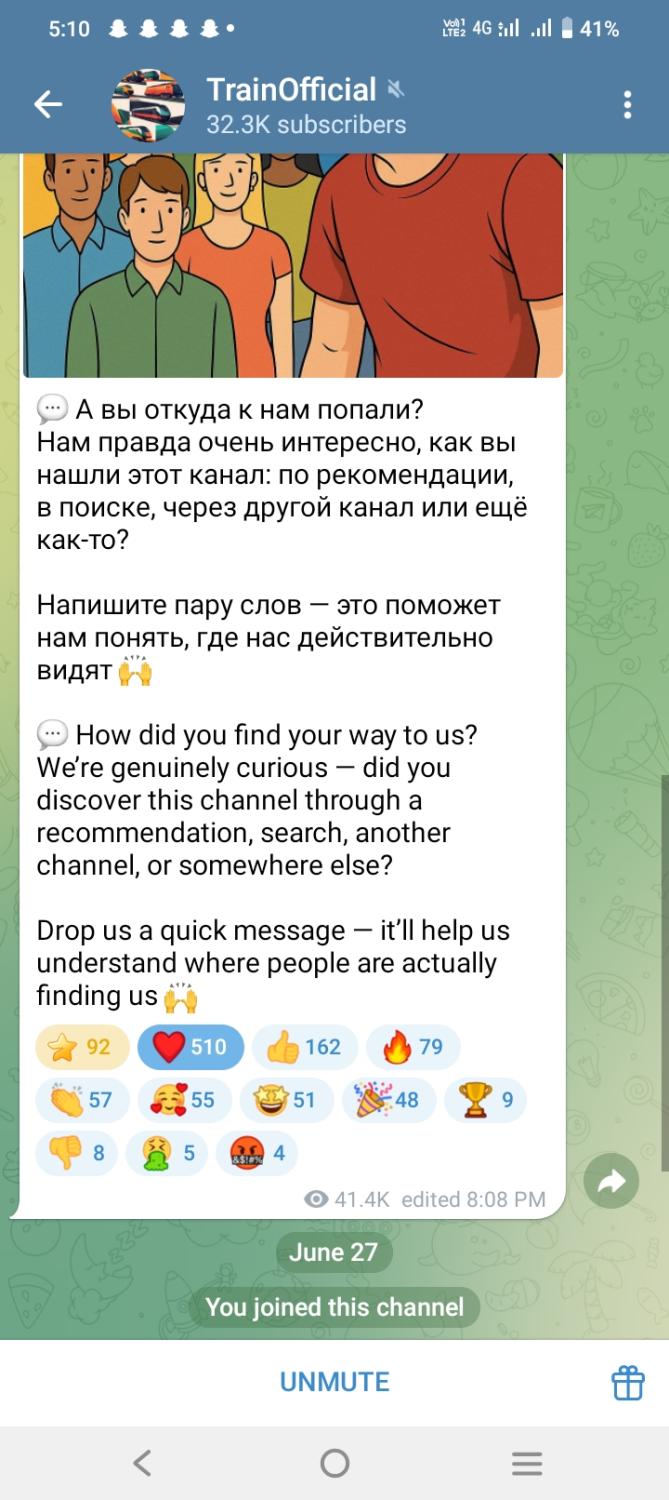 5:10
Vo)) 1
LTE2
4G
41%
TrainOfficial
32.3K subscribers
А вы откуда к нам попали?
Нам правда очень интересно, как вы
нашли этот канал: по рекомендации,
в поиске, через другой канал или ещё
как-то?
Напишите пару слов — это поможет
нам понять, где нас действительно
видят
How did you find your way to us?
We’re genuinely curious — did you
discover this channel through a
recommendation, search, another
channel, or somewhere else?
Drop us a quick message — it’ll help us
understand where people are actually
finding us
92 510 162 79
57 55 51 48 9
8 5 4
41.4K edited 8:08 PM
June 27
You joined this channel
UNMUTE